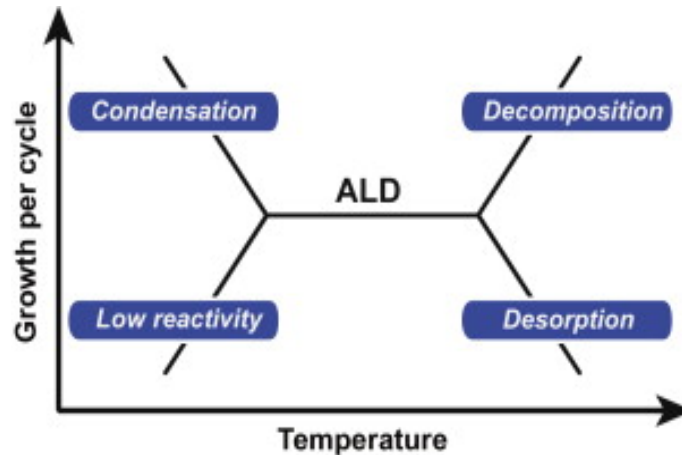 Growth per cycle
Condensation
Decomposition
ALD
Low reactivity
Desorption
Temperature